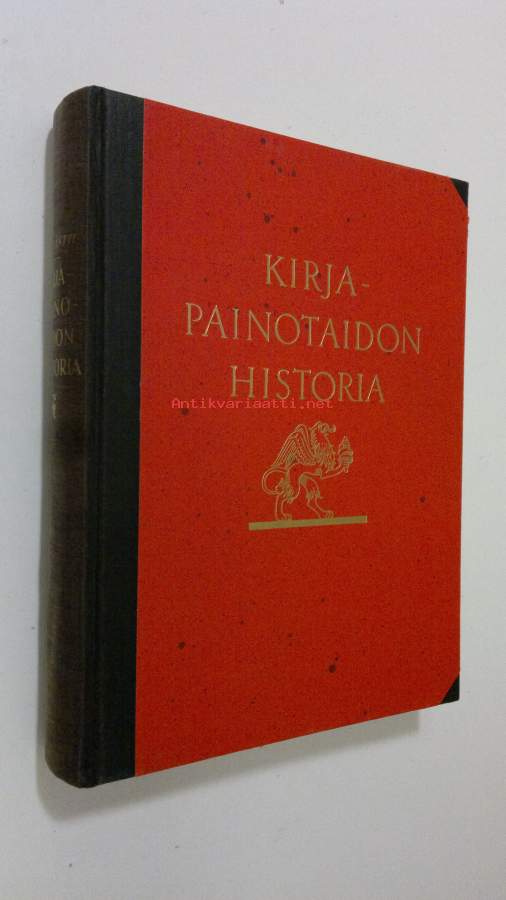 KIRJA-
PAINOTAIDON
HISTORIA
Antikvariaatti.net